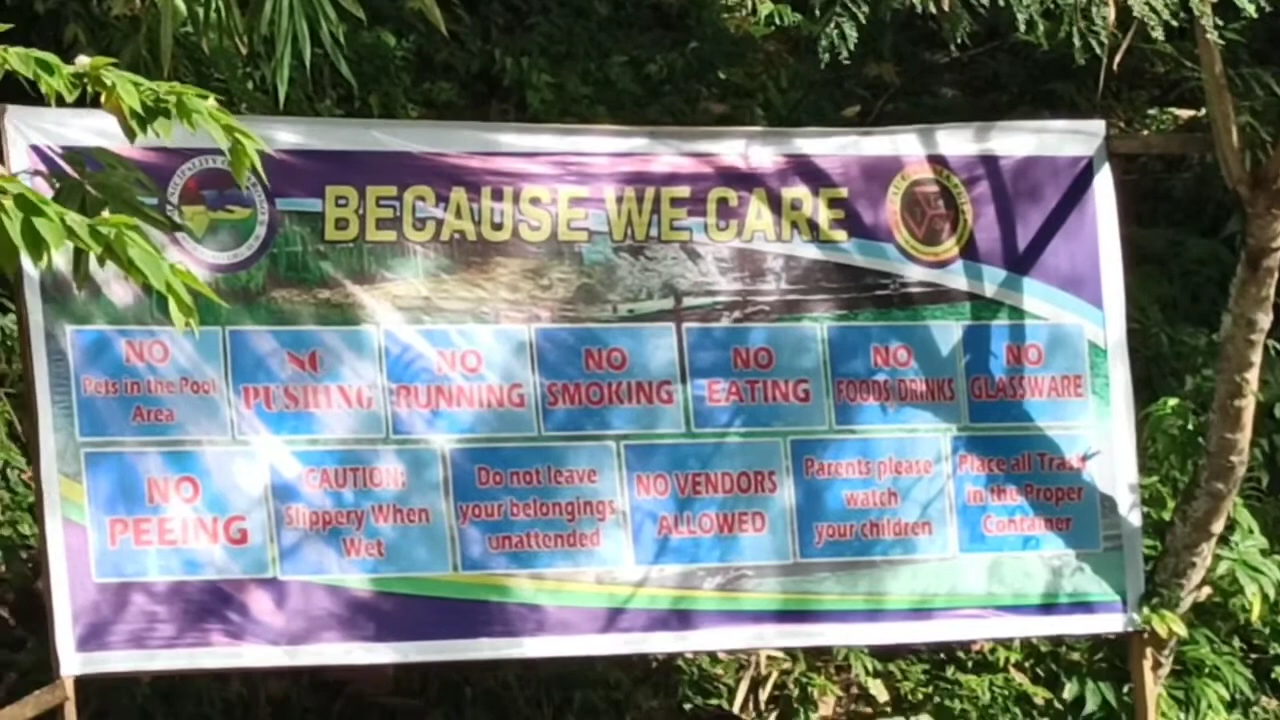 BECAUSE WE CARE
NO
Pets in the Pool
Area
NO
PUSHING
NO
RUNNING
NO
SMOKING
NO
EATING
NO
FOODS DRINKS
NO
GLASSWARE
NO
PEEING
CAUTION:
Slippery When
Wet
Do not leave
your belongings
unattended
NO VENDORS
ALLOWED
Parents please
watch
your children
Place all Trash
in the Proper
Container